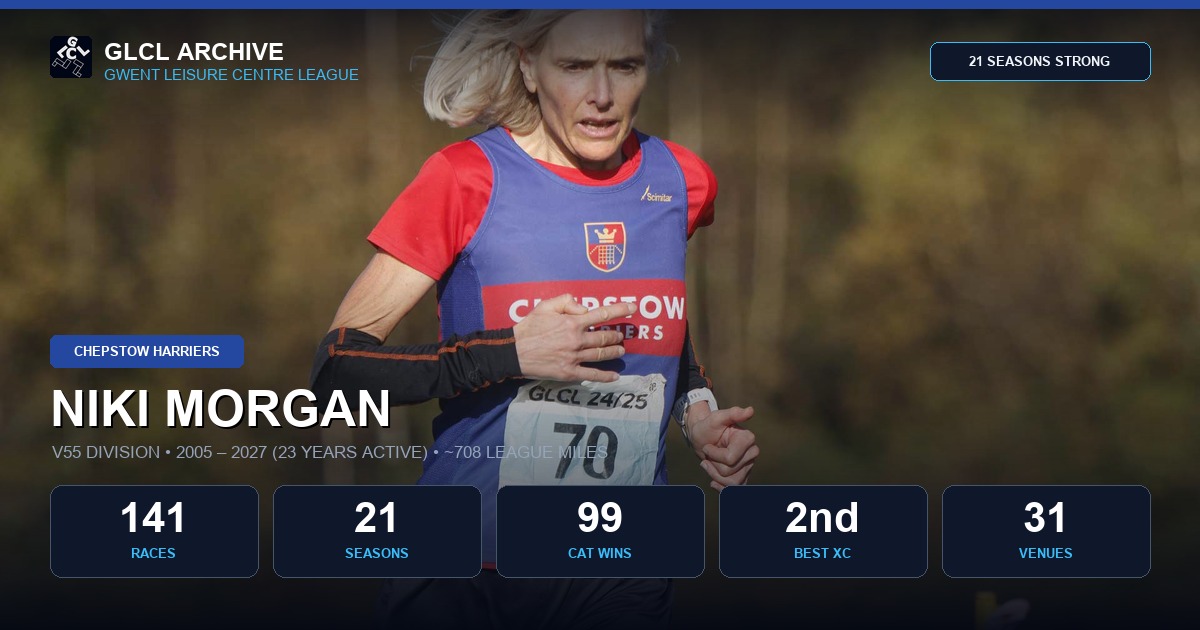 GLCL ARCHIVE
GWENT LEISURE CENTRE LEAGUE
21 SEASONS STRONG
Scimitar
CHEPSTOW
GLCL 24/25
70
CHEPSTOW HARRIERS
NIKI MORGAN
V55 DIVISION • 2005 – 2027 (23 YEARS ACTIVE) • ~708 LEAGUE MILES
141
RACES
21
SEASONS
99
CAT WINS
2nd
BEST XC
31
VENUES